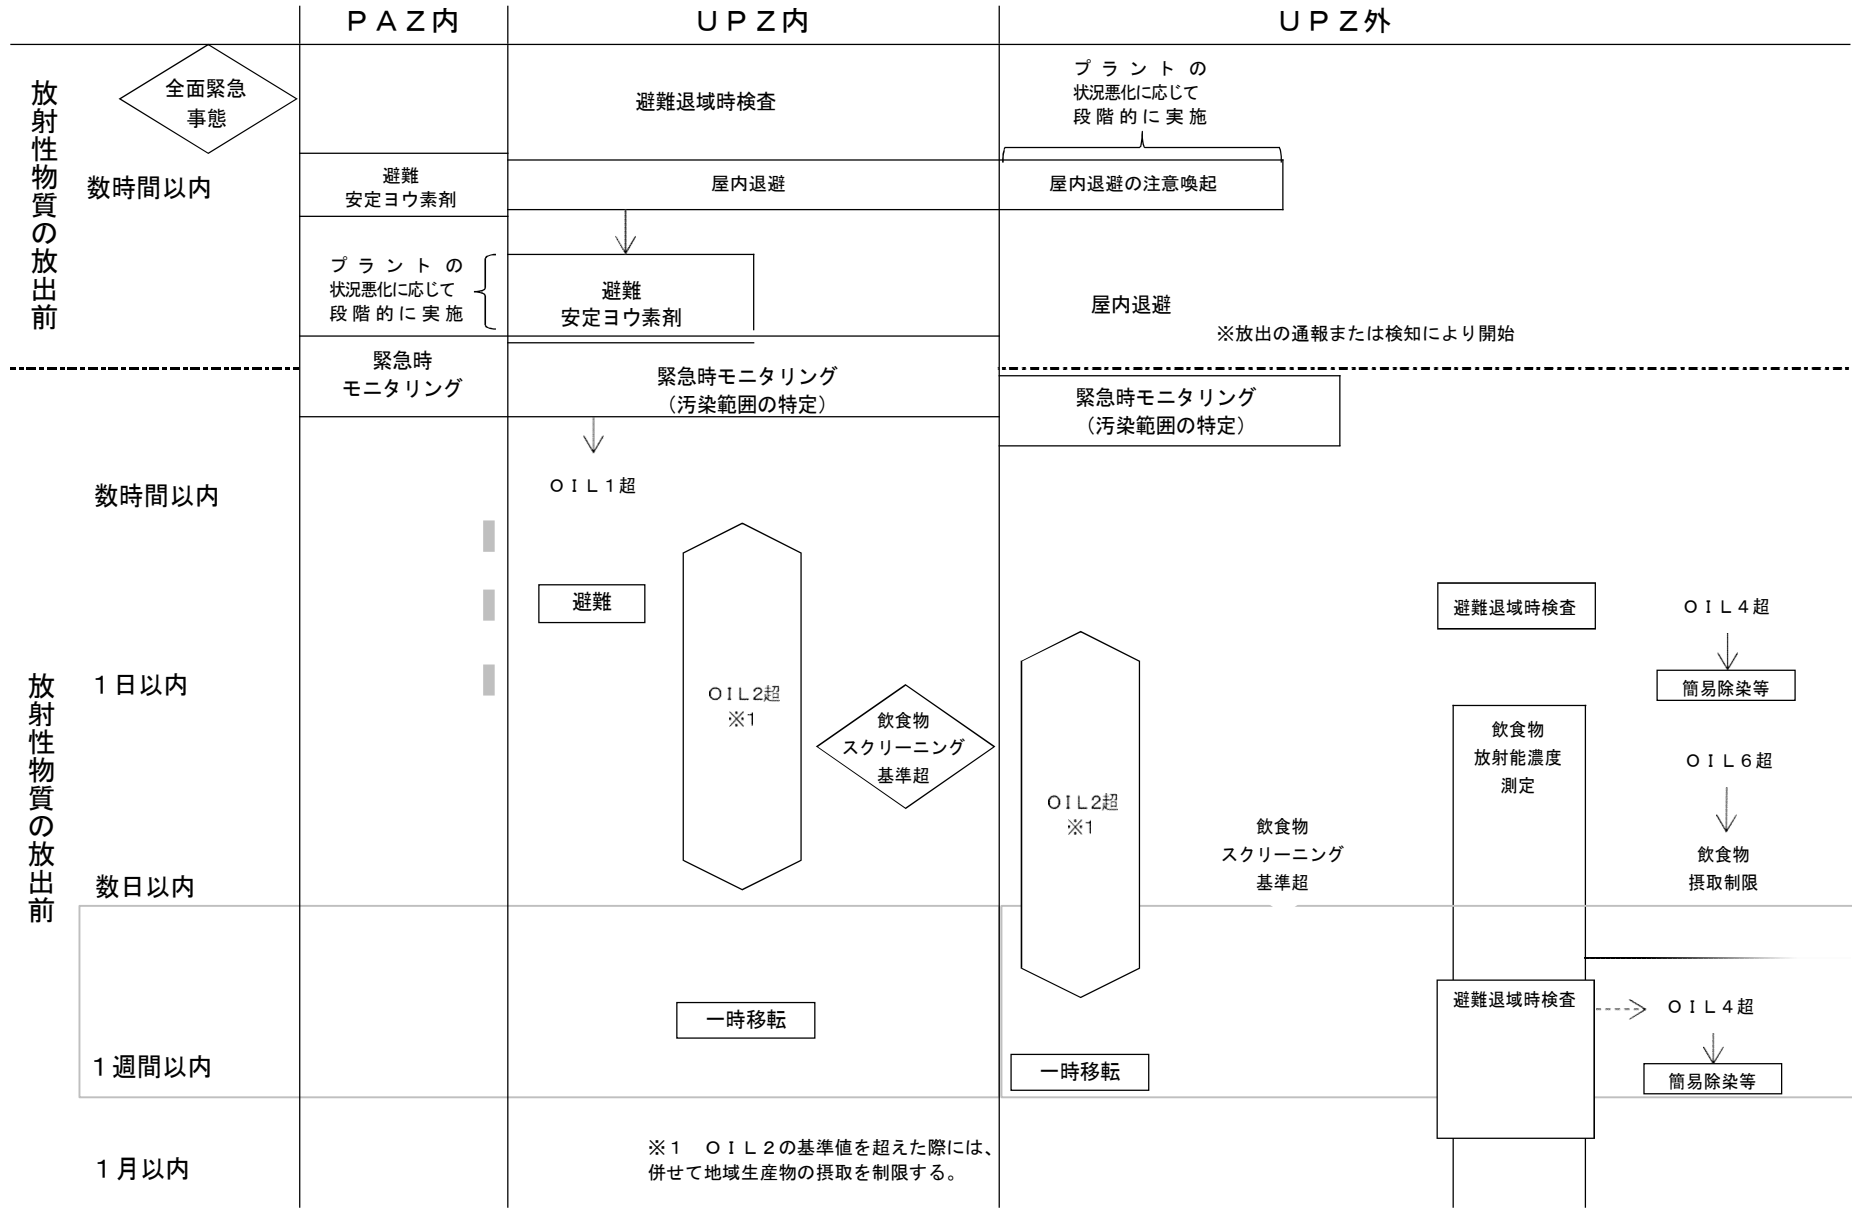 ＰＡＺ内
ＵＰＺ内
ＵＰＺ外
放射性物質の放出前
全面緊急
事態
避難退域時検査
プラントの
状況悪化に応じて
段階的に実施
数時間以内
避難
安定ヨウ素剤
屋内退避
屋内退避の注意喚起
プラントの
状況悪化に応じて
段階的に実施
避難
安定ヨウ素剤
屋内退避
※放出の通報または検知により開始
緊急時
モニタリング
緊急時モニタリング
（汚染範囲の特定）
緊急時モニタリング
（汚染範囲の特定）
放射性物質の放出前
数時間以内
ＯＩＬ１超
避難
避難退域時検査
ＯＩＬ４超
１日以内
OIL2超
※1
飲食物
スクリーニング
基準超
簡易除染等
飲食物
放射能濃度
測定
ＯＩＬ６超
OIL2超
※1
飲食物
スクリーニング
基準超
飲食物
摂取制限
数日以内
一時移転
避難退域時検査
ＯＩＬ４超
１週間以内
一時移転
簡易除染等
１月以内
※１　ＯＩＬ２の基準値を超えた際には、
併せて地域生産物の摂取を制限する。